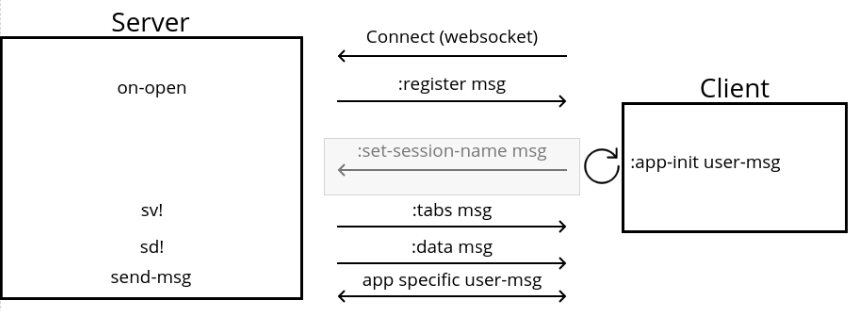 Server
Connect (websocket)
on-open
:register msg
Client
:set-session-name msg
:app-init user-msg
sv!
:tabs msg
sd!
:data msg
send-msg
app specific user-msg